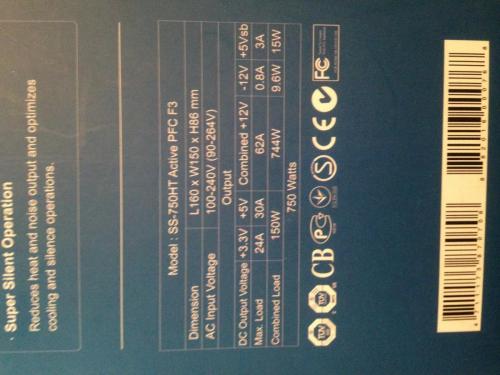 · Super Silent Operation
Reduces heat and noise output and optimizes
cooling and silence operations.
Model : SS-750HT Active PFC F3
Dimension L160 x W150 x H86 mm
AC Input Voltage 100-240V (90-264V)
Output
DC Output Voltage +3.3V +5V Combined +12V -12V +5Vsb
Max. Load 24A 30A 62A 0.8A 3A
Combined Load 150W 744W 9.6W 15W
750 Watts
CB
FC